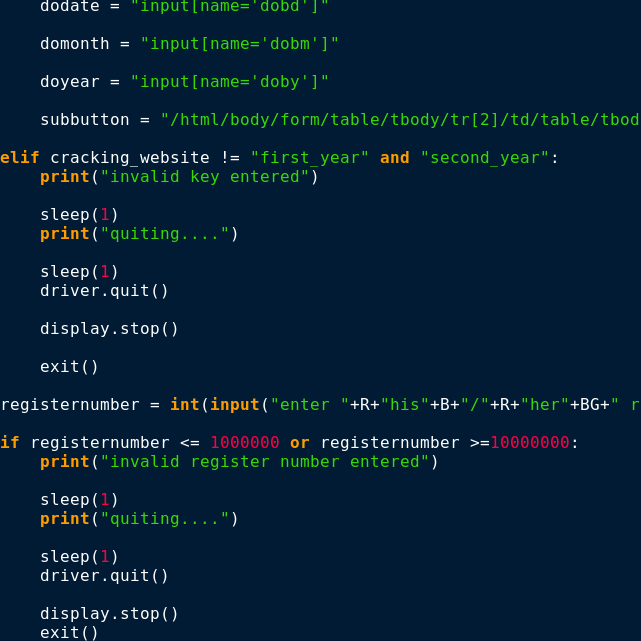 dodate = "input[name='dobd']"
domonth = "input[name='dobm']"
doyear = "input[name='doby']"
subbutton = "/html/body/form/table/tbody/tr[2]/td/table/tbod
elif cracking_website != "first_year" and "second_year":
print("invalid key entered")
sleep(1)
print("quiting....")
sleep(1)
driver.quit()
display.stop()
exit()
registernumber = int(input("enter "+R+"his"+B+"/"+R+"her"+BG+" r
if registernumber <= 1000000 or registernumber >=10000000:
print("invalid register number entered")
sleep(1)
print("quiting....")
sleep(1)
driver.quit()
display.stop()
exit()